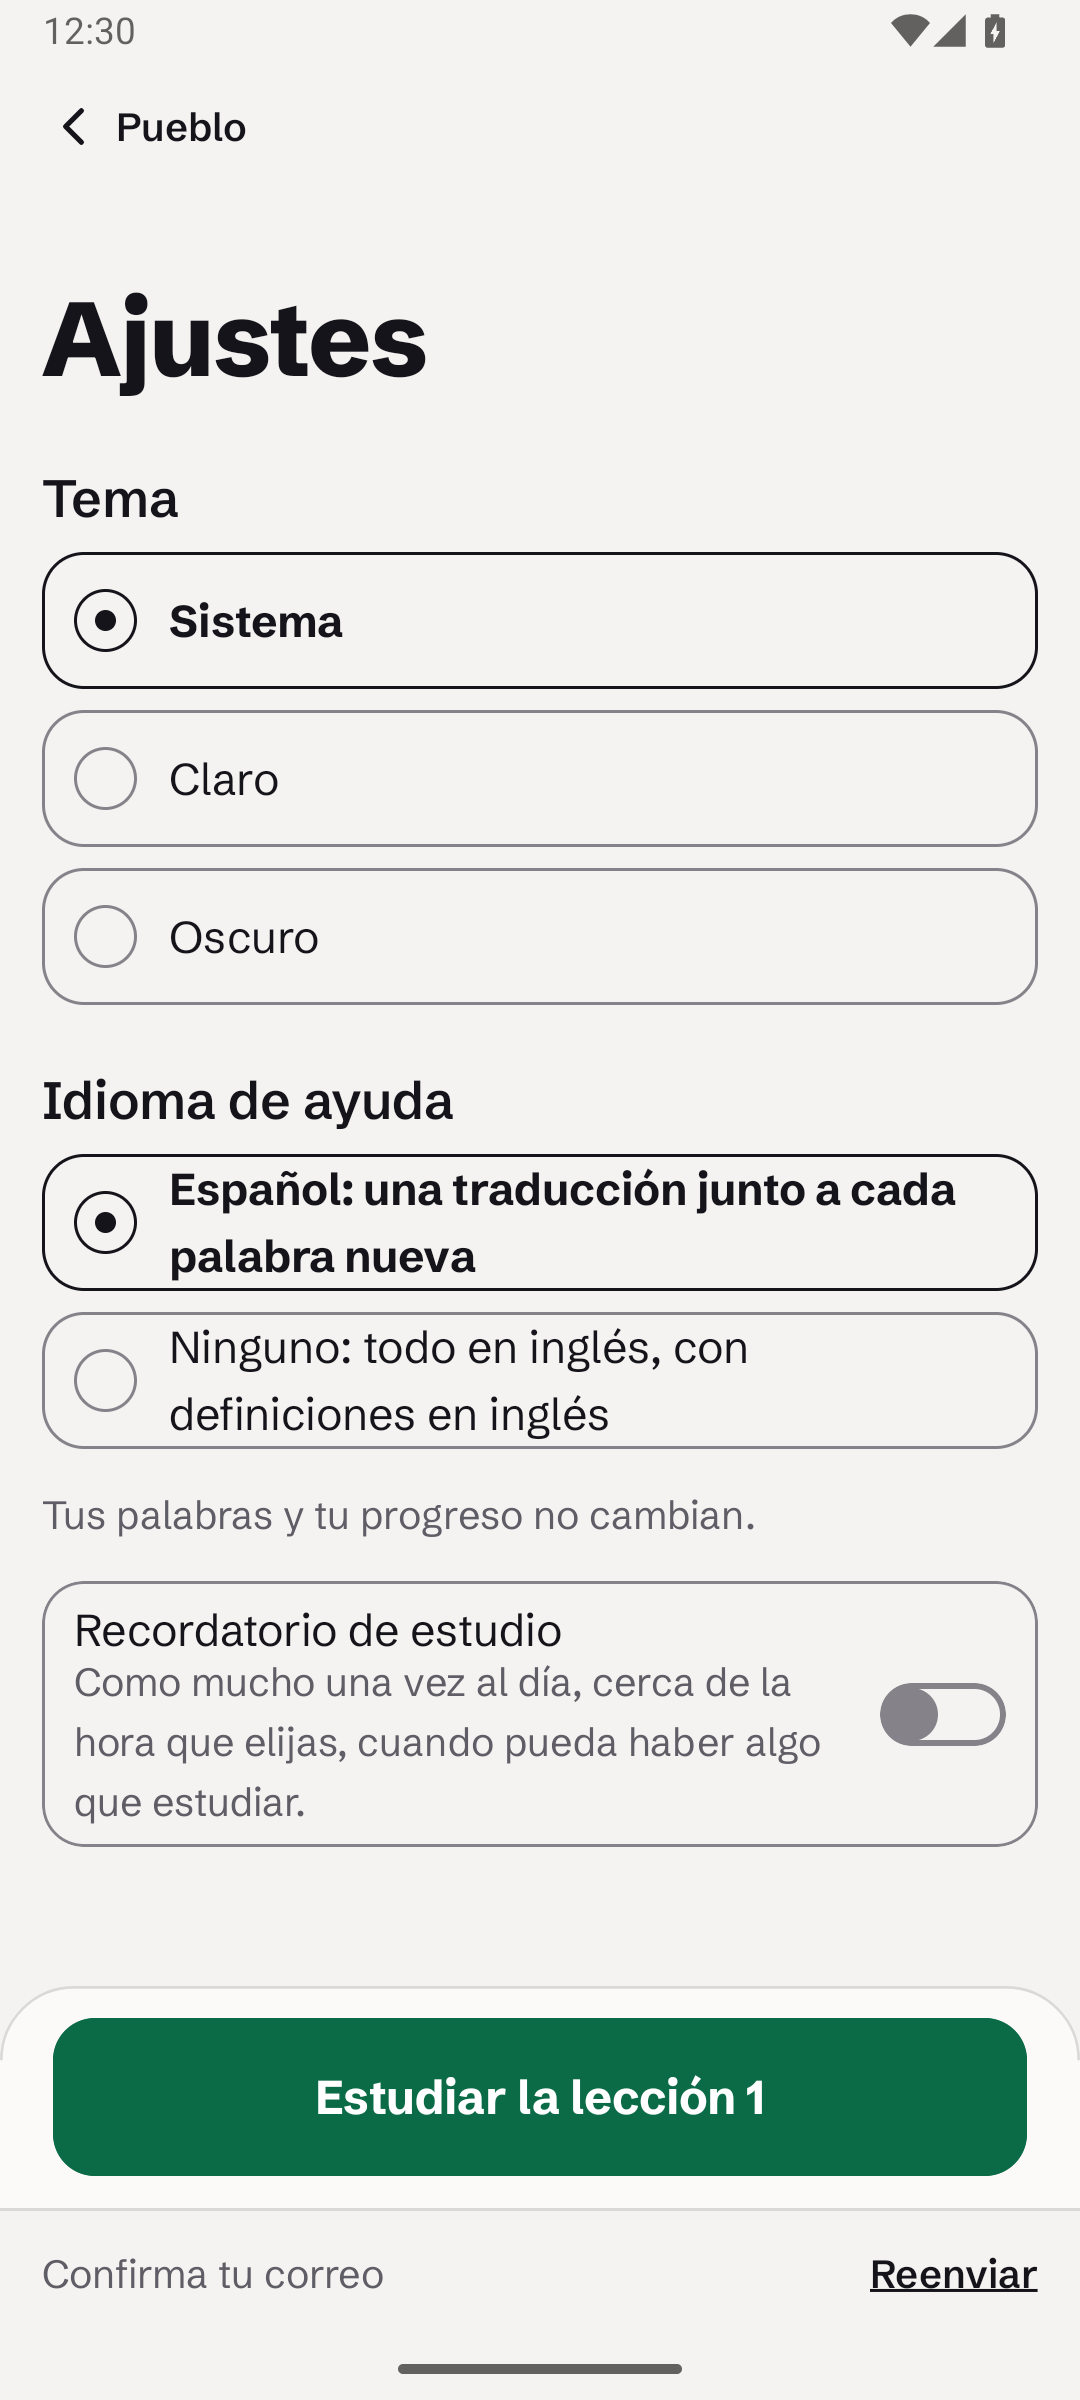 12:30
Pueblo
Ajustes
Tema
Sistema
Claro
Oscuro
Idioma de ayuda
Español: una traducción junto a cada
palabra nueva
Ninguno: todo en inglés, con
definiciones en inglés
Tus palabras y tu progreso no cambian.
Recordatorio de estudio
Como mucho una vez al día, cerca de la
hora que elijas, cuando pueda haber algo
que estudiar.
Estudiar la lección 1
Confirma tu correo
Reenviar